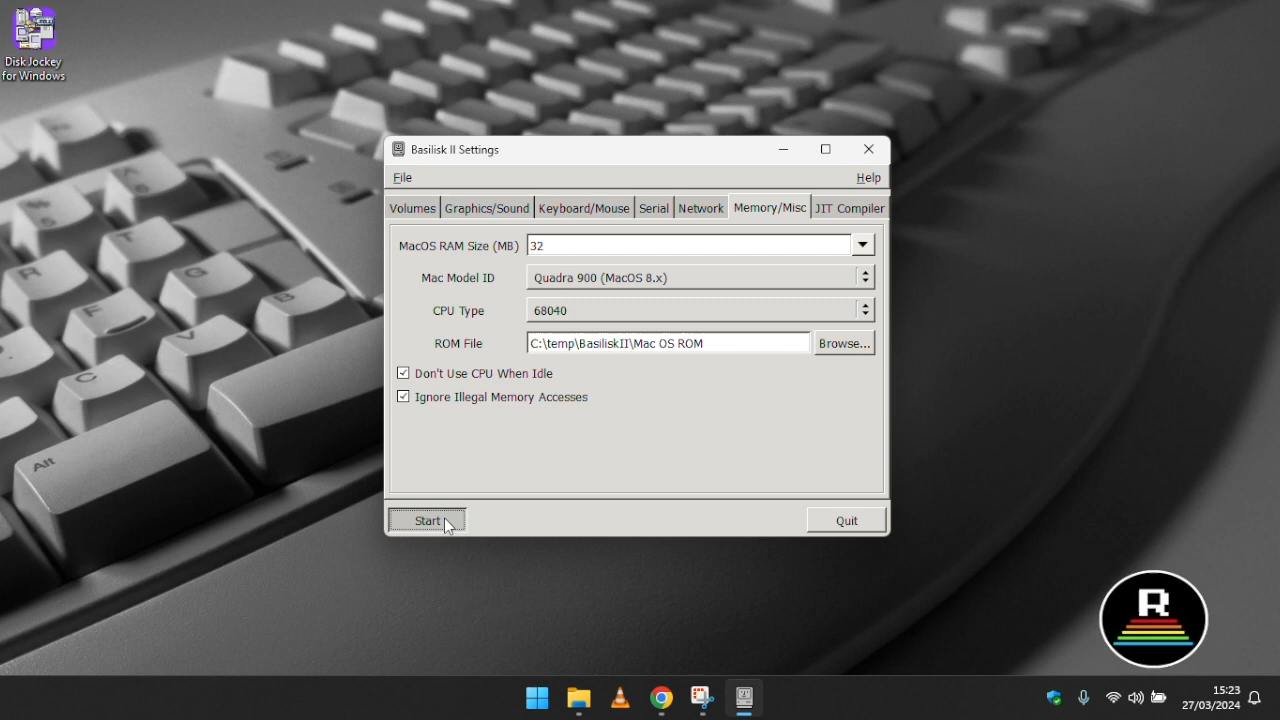 Disk Jockey
for Windows
Basilisk II Settings
File
Help
Volumes
Graphics/Sound
Keyboard/Mouse
Serial
Network
Memory/Misc
JIT Compiler
MacOS RAM Size (MB)
32
Mac Model ID
Quadra 900 (MacOS 8.x)
CPU Type
68040
ROM File
C:\temp\BasiliskII\Mac OS ROM
Browse...
Don't Use CPU When Idle
Ignore Illegal Memory Accesses
Start
Quit
R
T
G
R
F
B
V
C
Alt
15:23
27/03/2024